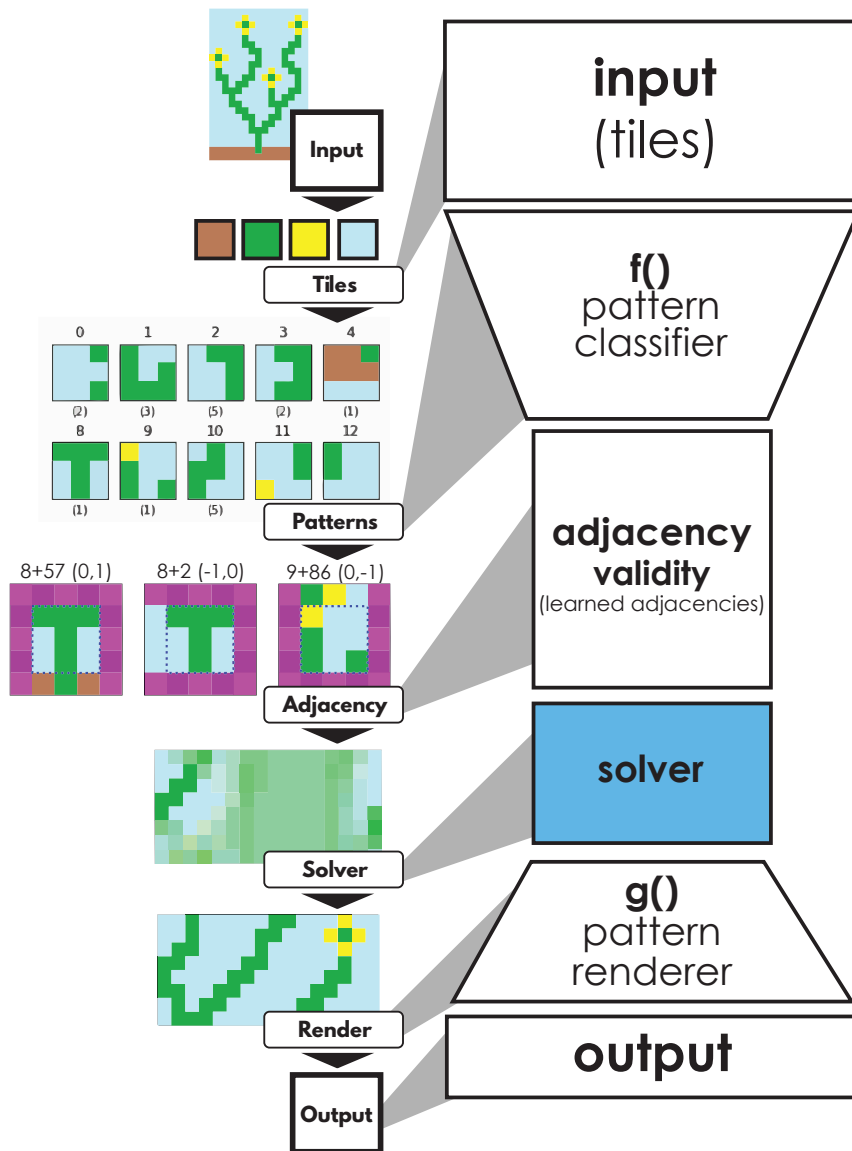 Input
Tiles
0 1 2 3 4
(2) (3) (5) (2) (1)
8 9 10 11 12
(1) (1) (5)
Patterns
8+57 (0,1) 8+2 (-1,0) 9+86 (0,-1)
Adjacency
Solver
Render
Output
input
(tiles)
f()
pattern
classifier
adjacency
validity
(learned adjacencies)
solver
g()
pattern
renderer
output